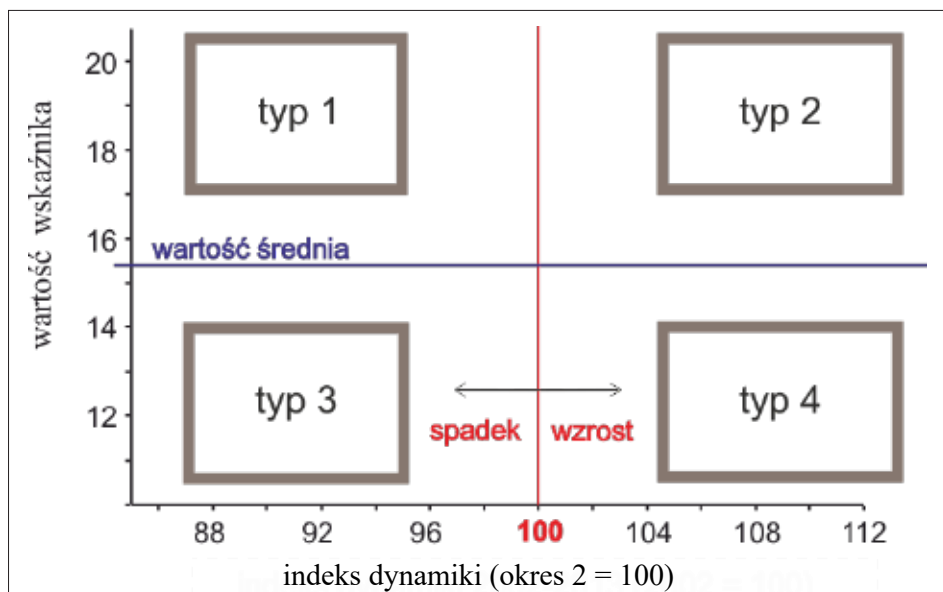 wartość wskaźnika
20
18
16
14
12
typ 1
typ 2
wartość średnia
typ 3
typ 4
spadek wzrost
88 92 96 100 104 108 112
indeks dynamiki (okres 2 = 100)